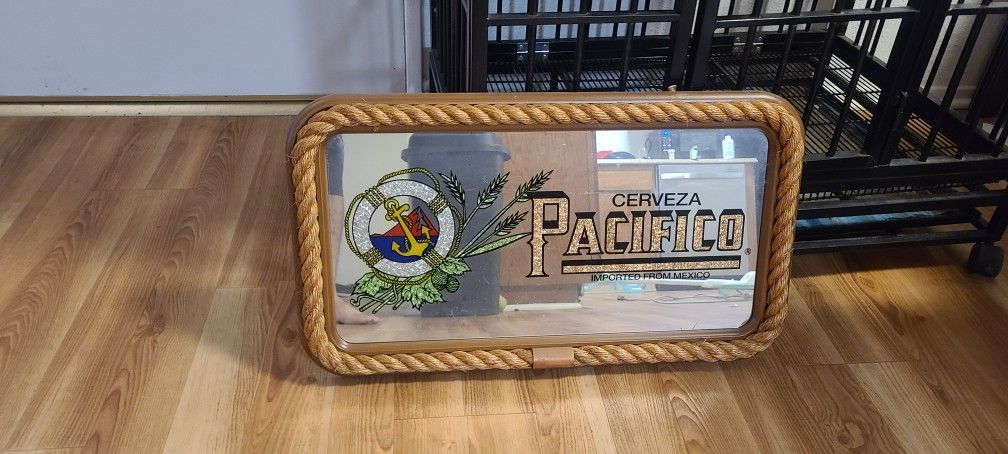 CERVEZA
PACIFICO®
IMPORTED FROM MEXICO